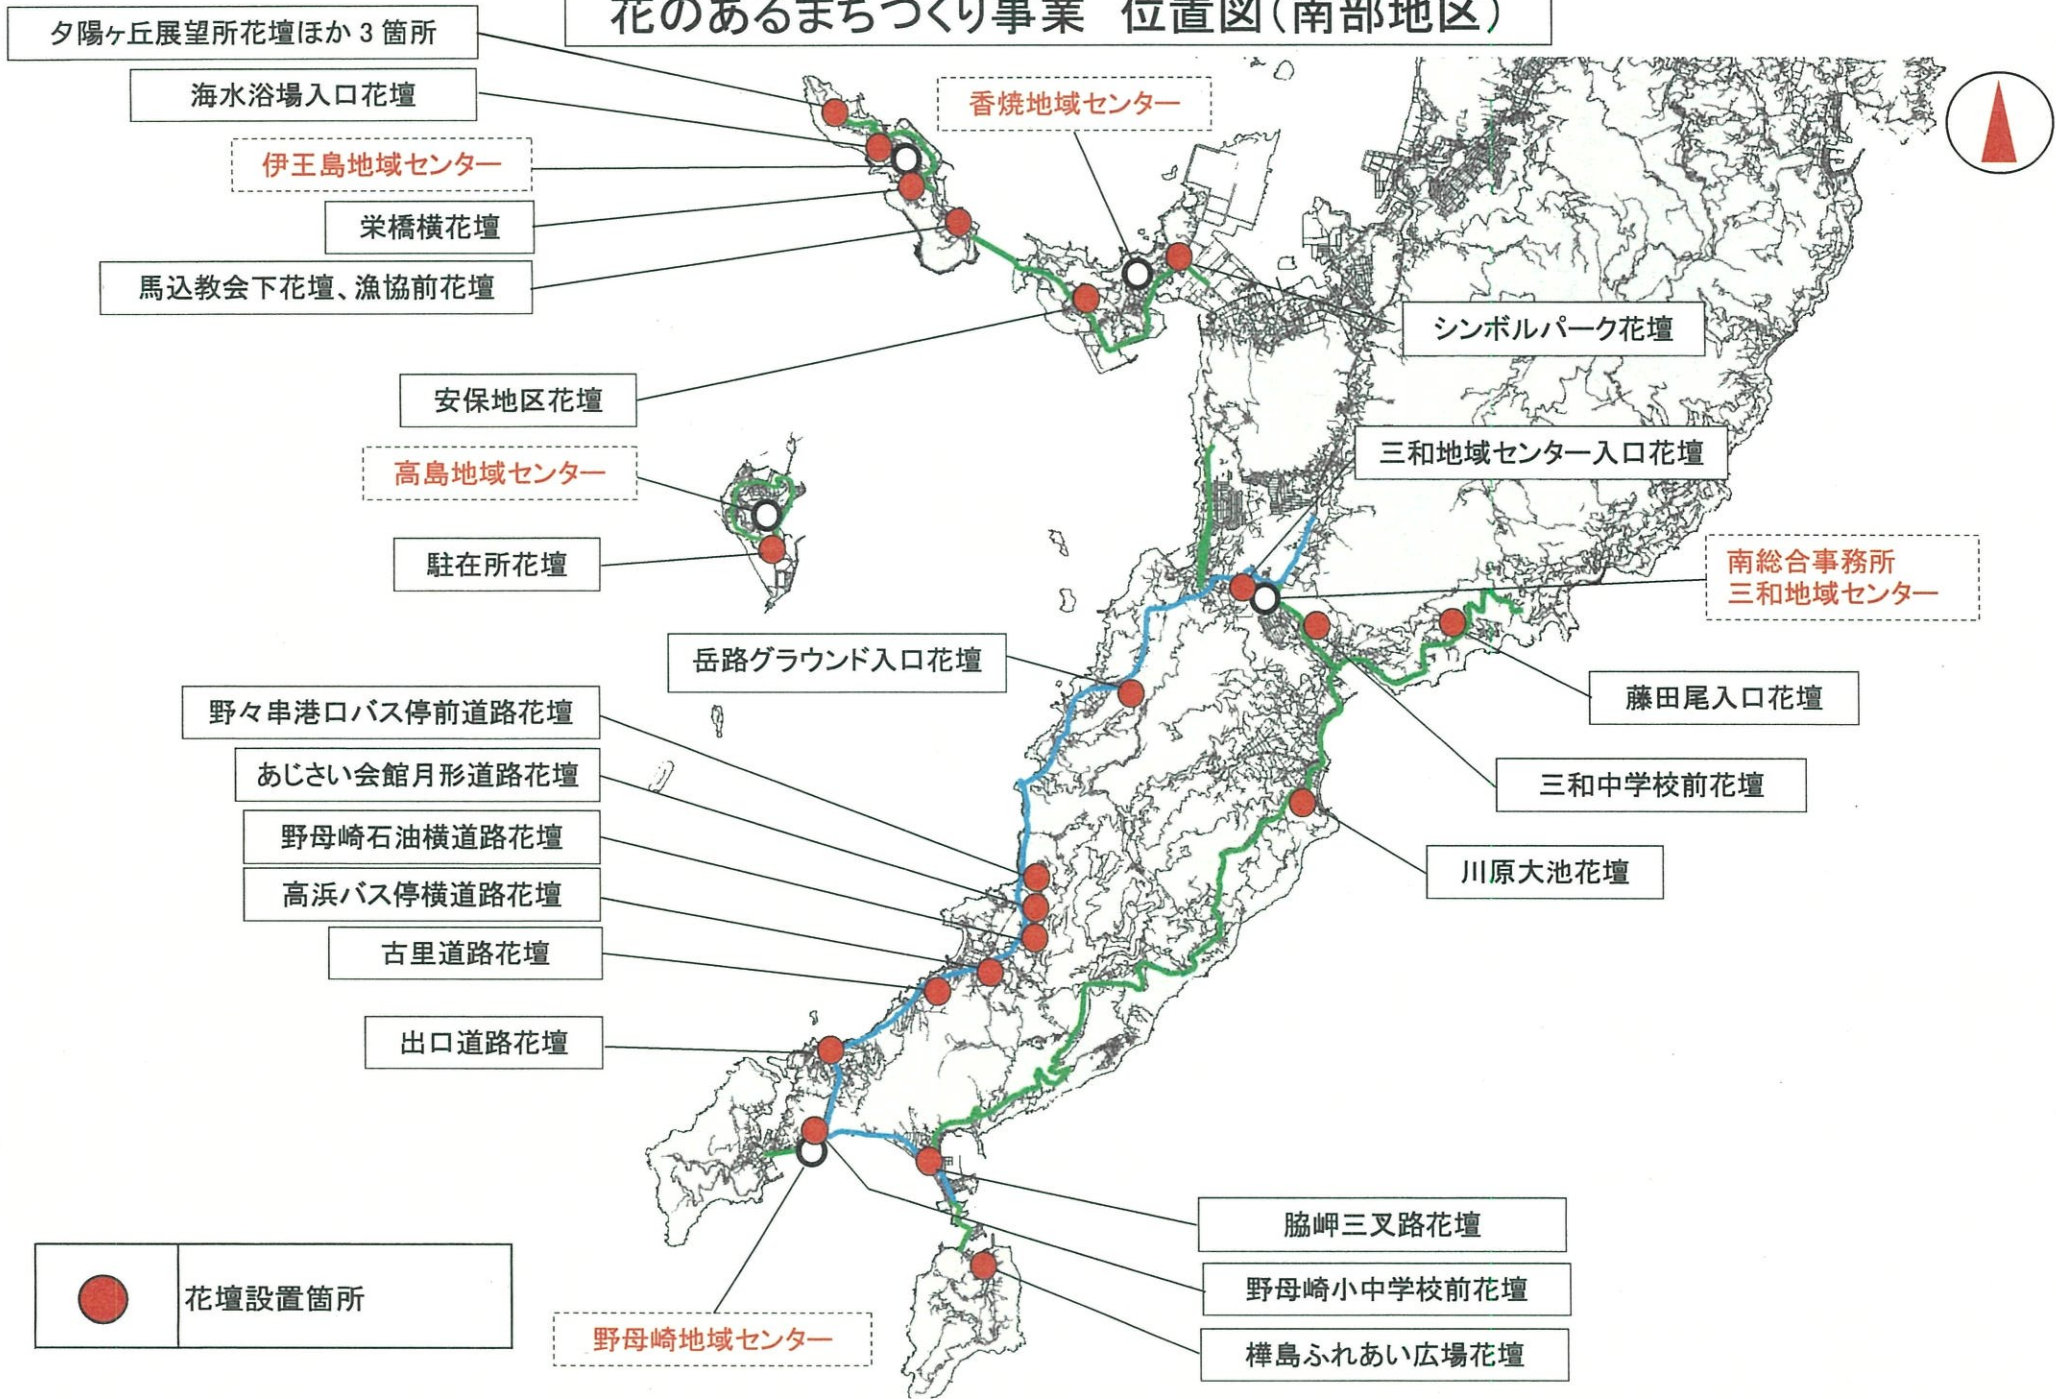 花のあるまちづくり事業 位置図(南部地区)
夕陽ヶ丘展望所花壇ほか3箇所
海水浴場入口花壇
香焼地域センター
伊王島地域センター
栄橋横花壇
馬込教会下花壇、漁協前花壇
シンボルパーク花壇
安保地区花壇
三和地域センター入口花壇
高島地域センター
駐在所花壇
南総合事務所
三和地域センター
岳路グラウンド入口花壇
藤田尾入口花壇
野々串港口バス停前道路花壇
あじさい会館月形道路花壇
三和中学校前花壇
野母崎石油横道路花壇
川原大池花壇
高浜バス停横道路花壇
古里道路花壇
出口道路花壇
脇岬三叉路花壇
野母崎小中学校前花壇
花壇設置箇所
野母崎地域センター
樺島ふれあい広場花壇